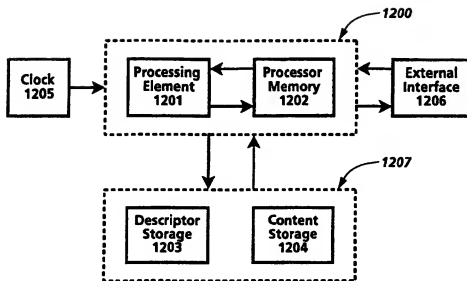 1200
Clock
1205
Processing
Element
1201
Processor
Memory
1202
External
Interface
1206
1207
Descriptor
Storage
1203
Content
Storage
1204